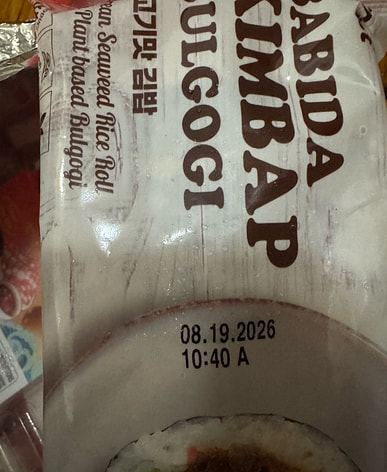 BABIDA
KIMBAP
BULGOGI
고기맛 김밥
Seaweed Rice Roll
Plant based Bulgogi
08.19.2026
10:40 A